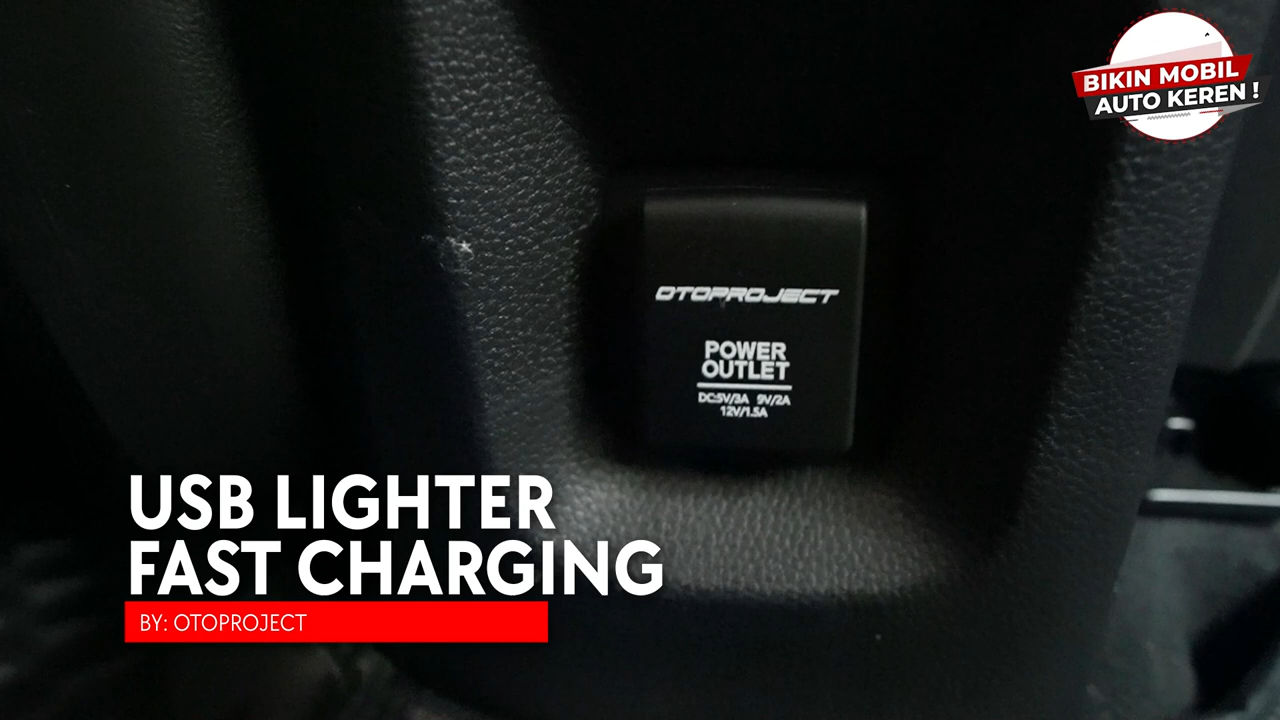 BIKIN MOBIL
AUTO KEREN !
OTOPROJECT
POWER
OUTLET
DC:5V/3A 9V/2A
12V/1.5A
USB LIGHTER
FAST CHARGING
BY: OTOPROJECT